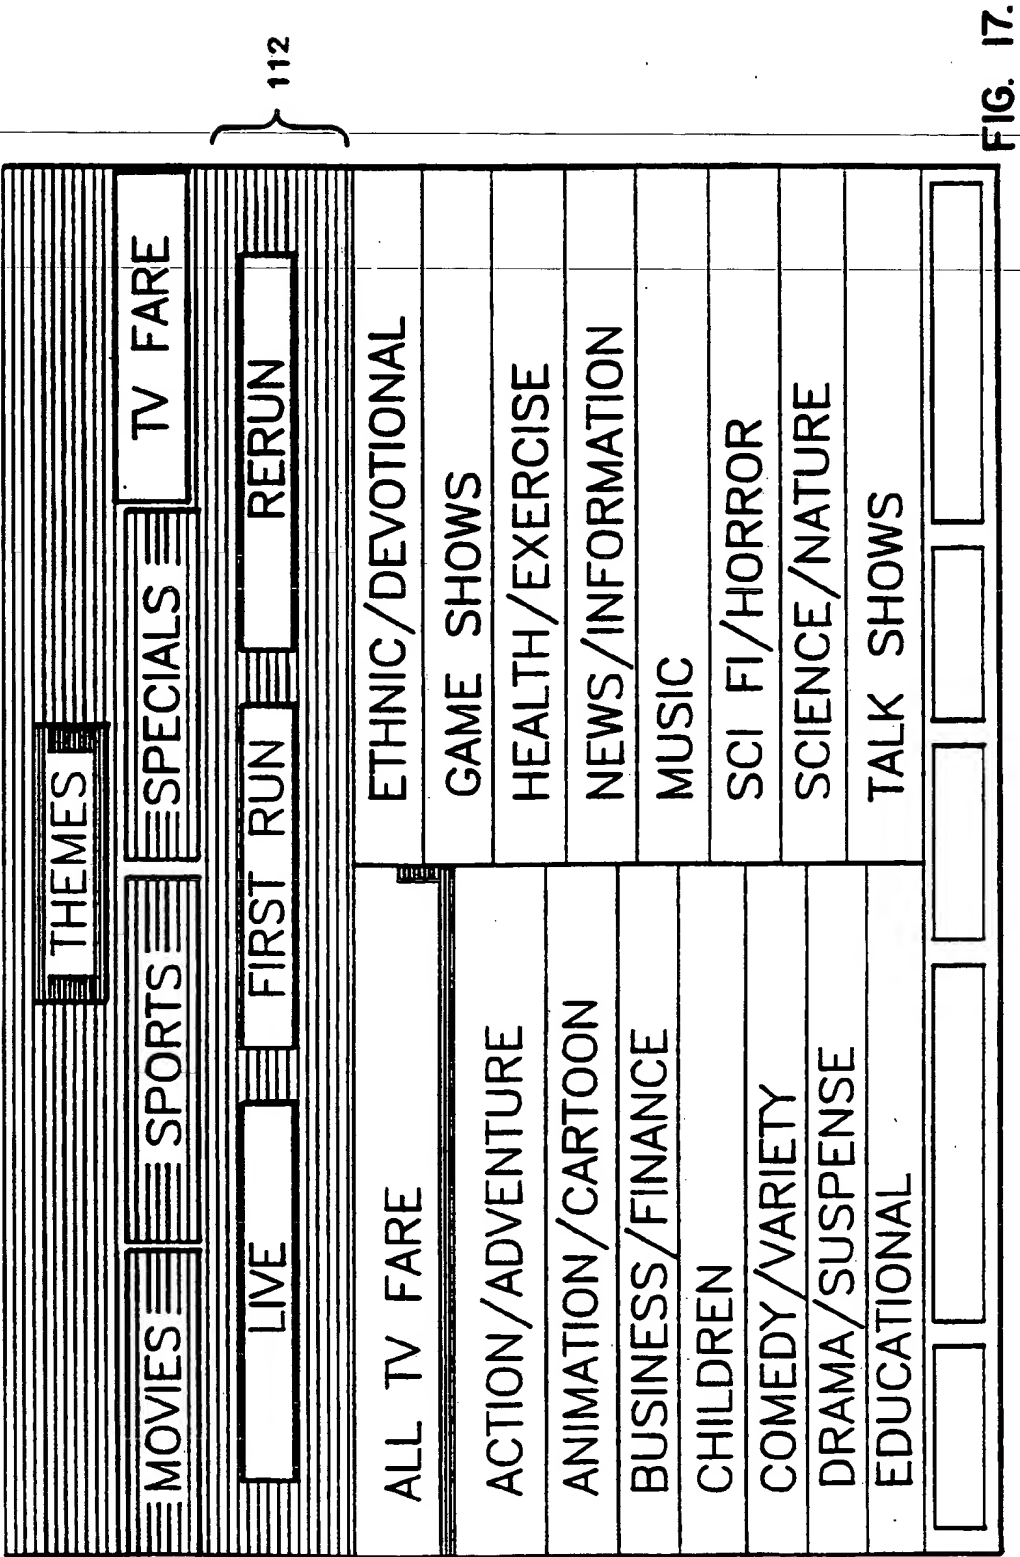 THEMES
MOVIES SPORTS SPECIALS TV FARE
LIVE FIRST RUN RERUN
112
ALL TV FARE
ACTION/ADVENTURE
ANIMATION/CARTOON
BUSINESS/FINANCE
CHILDREN
COMEDY/VARIETY
DRAMA/SUSPENSE
EDUCATIONAL
ETHNIC/DEVOTIONAL
GAME SHOWS
HEALTH/EXERCISE
NEWS/INFORMATION
MUSIC
SCI FI/HORROR
SCIENCE/NATURE
TALK SHOWS
FIG. 17.